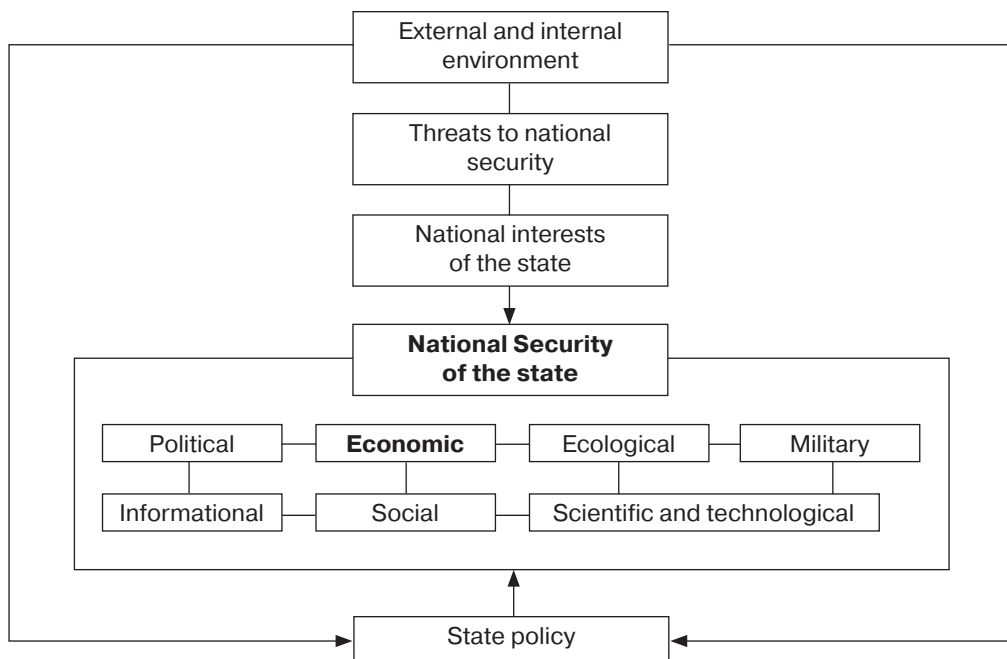 External and internal
environment
Threats to national
security
National interests
of the state
National Security
of the state
Political
Economic
Ecological
Military
Informational
Social
Scientific and technological
State policy